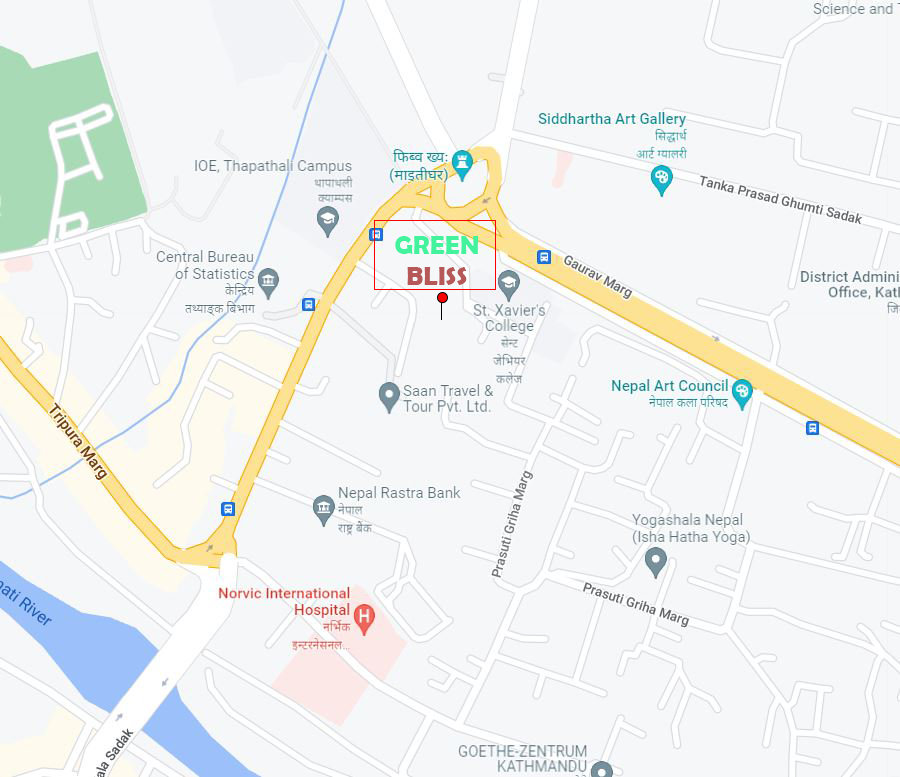 Science and
Siddhartha Art Gallery
सिद्धार्थ
आर्ट ग्यालरी
फिब्व ख्य:
(माइतीघर)
IOE, Thapathali Campus
थापाथली
क्याम्पस
Tanka Prasad Ghumti Sadak
GREEN
BLISS
Central Bureau
of Statistics
केन्द्रिय
तथ्याङ्क बिभाग
Gaurav Marg
District Admini
Office, Kath
जि
St. Xavier's
College
सेन्ट
जेभियर
कलेज
Saan Travel &
Tour Pvt. Ltd.
Nepal Art Council
नेपाल कला परिषद
Tripura Marg
Nepal Rastra Bank
नेपाल
राष्ट्र बैंक
Prasuti Griha Marg
Yogashala Nepal
(Isha Hatha Yoga)
Norvic International
Hospital
नर्भिक
इन्टरनेसनल...
H
Prasuti Griha Marg
mati River
ala Sadak
GOETHE-ZENTRUM
KATHMANDU